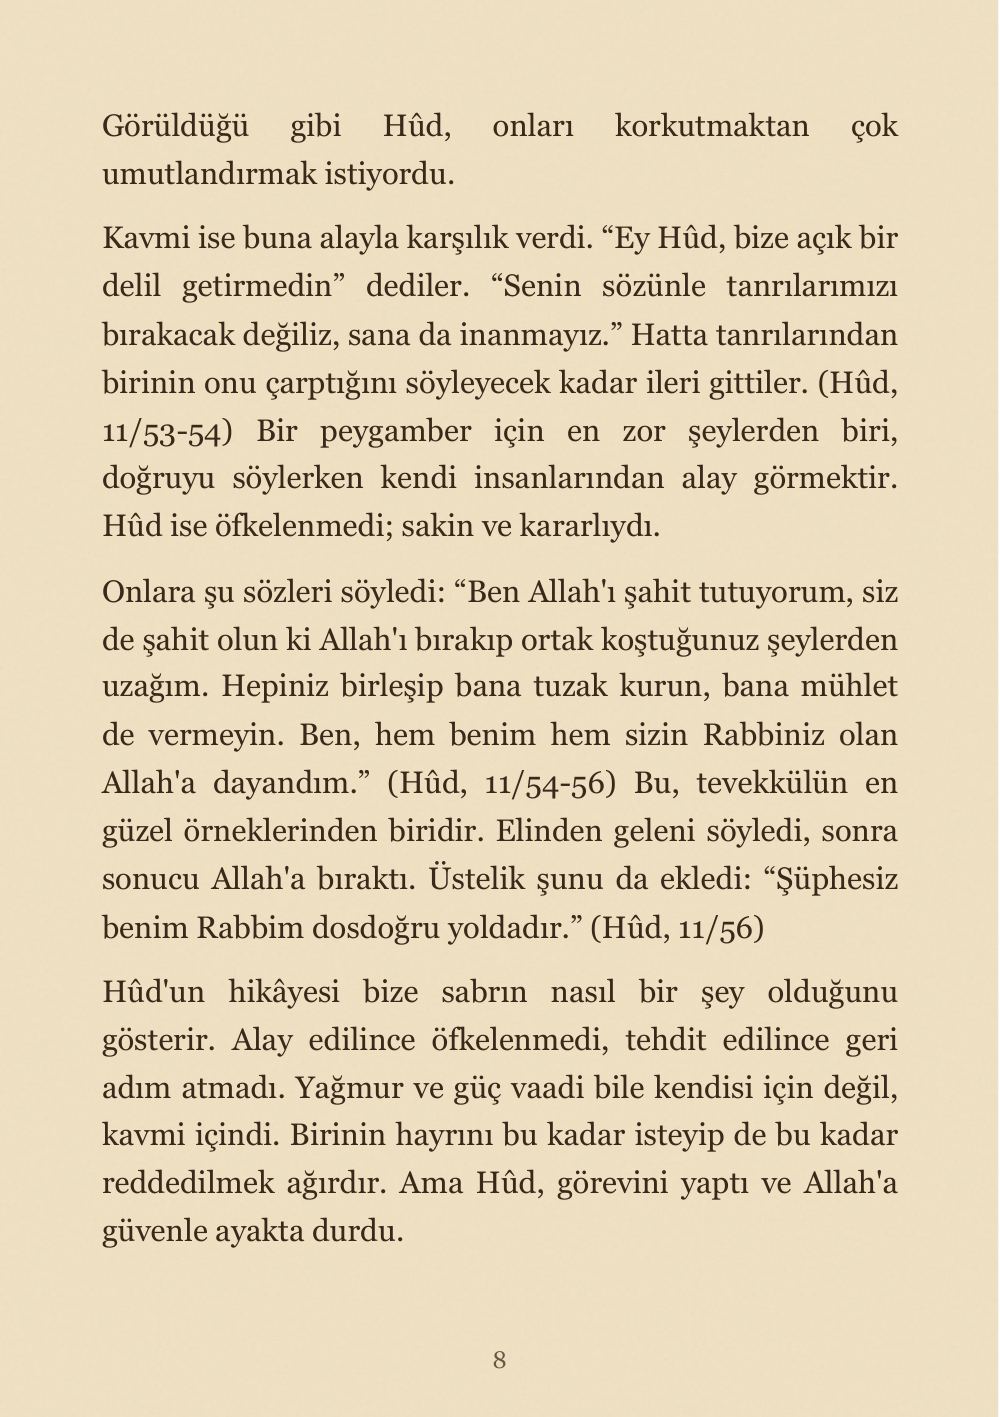 Görüldüğü gibi Hûd, onları korkutmaktan çok
umutlandırmak istiyordu.
Kavmi ise buna alayla karşılık verdi. “Ey Hûd, bize açık bir
delil getirmedin” dediler. “Senin sözünle tanrılarımızı
bırakacak değiliz, sana da inanmayız.” Hatta tanrılarından
birinin onu çarptığını söyleyecek kadar ileri gittiler. (Hûd,
11/53-54) Bir peygamber için en zor şeylerden biri,
doğruyu söylerken kendi insanlarından alay görmektir.
Hûd ise öfkelenmedi; sakin ve kararlıydı.
Onlara şu sözleri söyledi: “Ben Allah'ı şahit tutuyorum, siz
de şahit olun ki Allah'ı bırakıp ortak koştuğunuz şeylerden
uzağım. Hepiniz birleşip bana tuzak kurun, bana mühlet
de vermeyin. Ben, hem benim hem sizin Rabbiniz olan
Allah'a dayandım.” (Hûd, 11/54-56) Bu, tevekkülün en
güzel örneklerinden biridir. Elinden geleni söyledi, sonra
sonucu Allah'a bıraktı. Üstelik şunu da ekledi: “Şüphesiz
benim Rabbim dosdoğru yoldadır.” (Hûd, 11/56)
Hûd'un hikâyesi bize sabrın nasıl bir şey olduğunu
gösterir. Alay edilince öfkelenmedi, tehdit edilince geri
adım atmadı. Yağmur ve güç vaadi bile kendisi için değil,
kavmi içindi. Birinin hayrını bu kadar isteyip de bu kadar
reddedilmek ağırdır. Ama Hûd, görevini yaptı ve Allah'a
güvenle ayakta durdu.
8